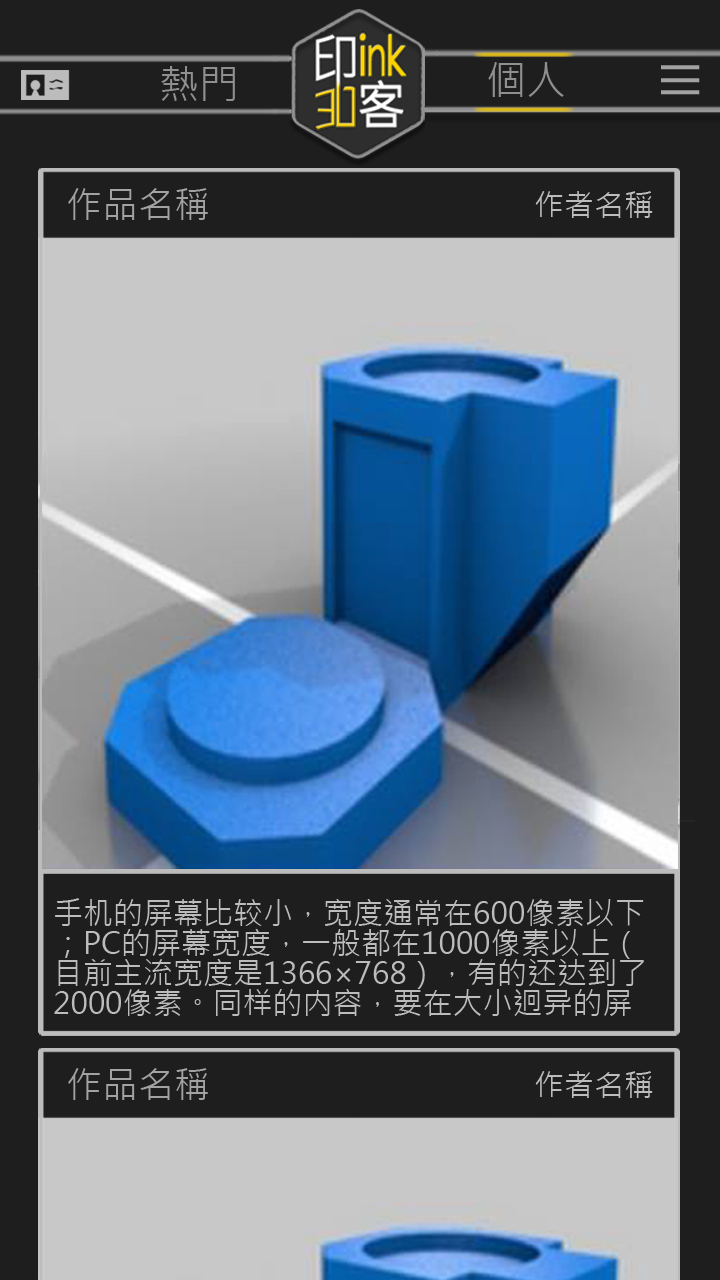 印ink
3D客
熱門
個人
作品名稱
作者名稱
手机的屏幕比较小，宽度通常在600像素以下
；PC的屏幕宽度，一般都在1000像素以上（
目前主流宽度是1366×768），有的还达到了
2000像素。同样的内容，要在大小迥异的屏
作品名稱
作者名稱